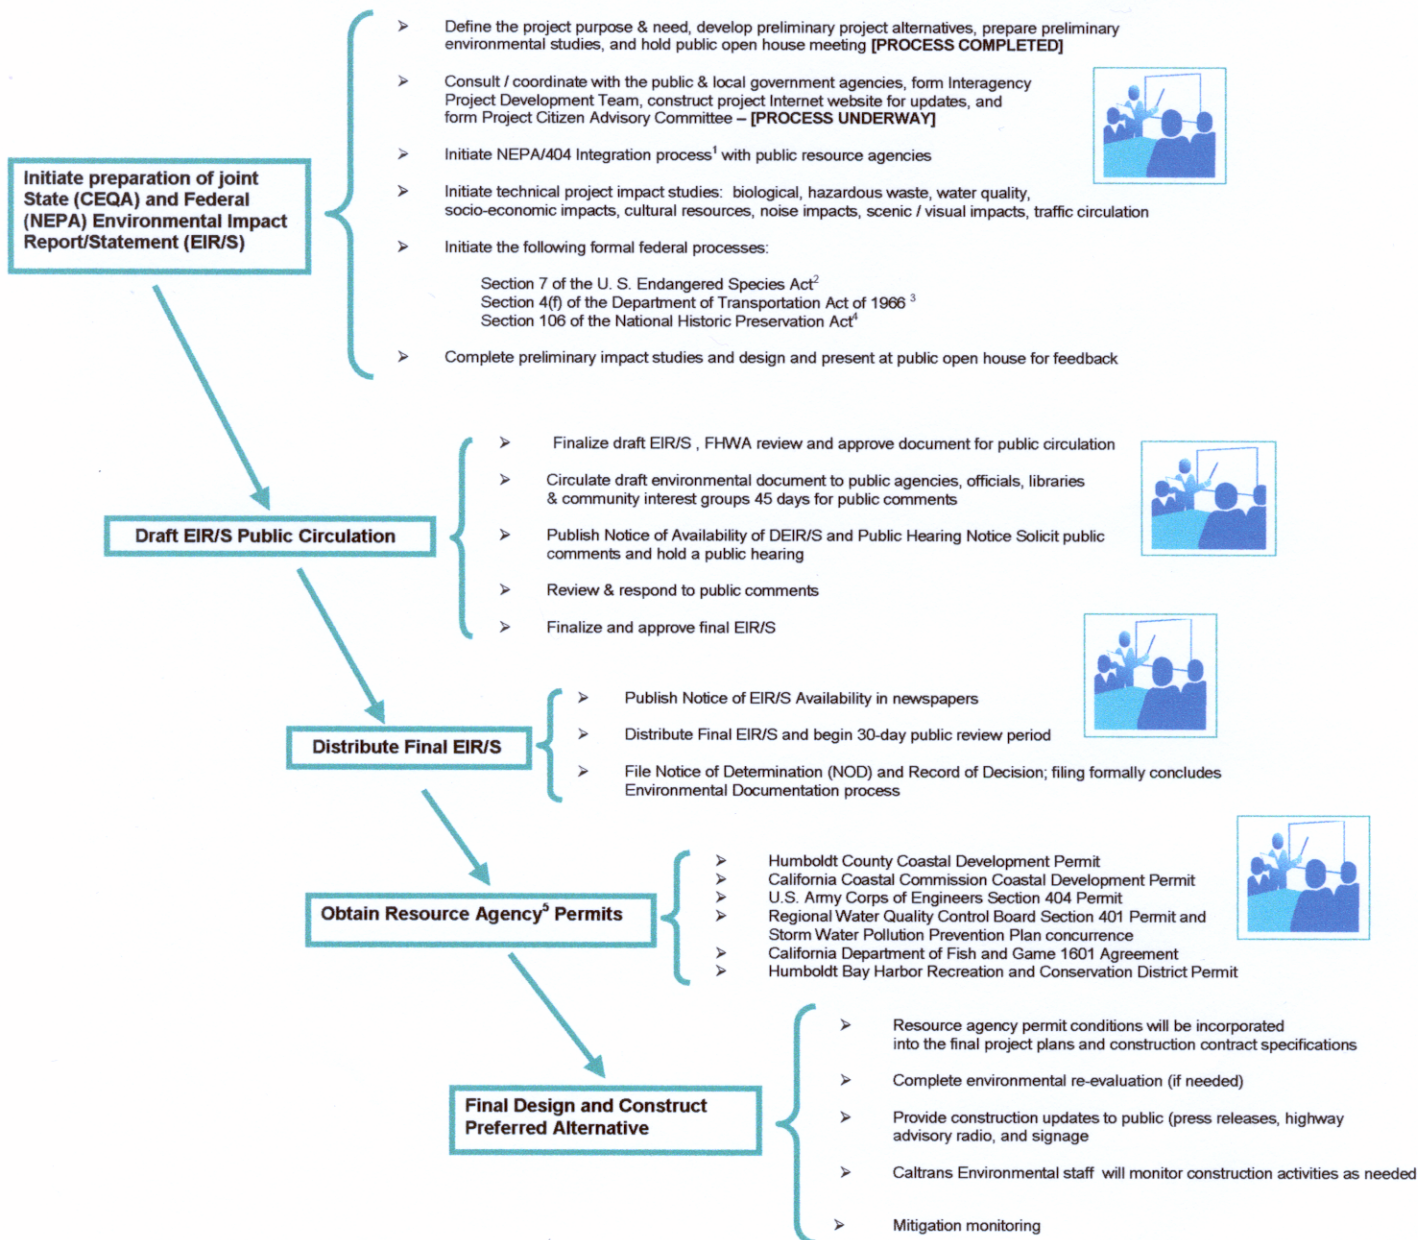 ➢ Define the project purpose & need, develop preliminary project alternatives, prepare preliminary
environmental studies, and hold public open house meeting [PROCESS COMPLETED]
➢ Consult / coordinate with the public & local government agencies, form Interagency
Project Development Team, construct project Internet website for updates, and
form Project Citizen Advisory Committee – [PROCESS UNDERWAY]
➢ Initiate NEPA/404 Integration process¹ with public resource agencies
➢ Initiate technical project impact studies: biological, hazardous waste, water quality,
socio-economic impacts, cultural resources, noise impacts, scenic / visual impacts, traffic circulation
➢ Initiate the following formal federal processes:
Section 7 of the U. S. Endangered Species Act²
Section 4(f) of the Department of Transportation Act of 1966 ³
Section 106 of the National Historic Preservation Act⁴
➢ Complete preliminary impact studies and design and present at public open house for feedback
Initiate preparation of joint
State (CEQA) and Federal
(NEPA) Environmental Impact
Report/Statement (EIR/S)
➢ Finalize draft EIR/S , FHWA review and approve document for public circulation
➢ Circulate draft environmental document to public agencies, officials, libraries
& community interest groups 45 days for public comments
➢ Publish Notice of Availability of DEIR/S and Public Hearing Notice Solicit public
comments and hold a public hearing
➢ Review & respond to public comments
➢ Finalize and approve final EIR/S
Draft EIR/S Public Circulation
➢ Publish Notice of EIR/S Availability in newspapers
➢ Distribute Final EIR/S and begin 30-day public review period
➢ File Notice of Determination (NOD) and Record of Decision; filing formally concludes
Environmental Documentation process
Distribute Final EIR/S
➢ Humboldt County Coastal Development Permit
➢ California Coastal Commission Coastal Development Permit
➢ U.S. Army Corps of Engineers Section 404 Permit
➢ Regional Water Quality Control Board Section 401 Permit and
Storm Water Pollution Prevention Plan concurrence
➢ California Department of Fish and Game 1601 Agreement
➢ Humboldt Bay Harbor Recreation and Conservation District Permit
Obtain Resource Agency⁵ Permits
➢ Resource agency permit conditions will be incorporated
into the final project plans and construction contract specifications
➢ Complete environmental re-evaluation (if needed)
➢ Provide construction updates to public (press releases, highway
advisory radio, and signage
➢ Caltrans Environmental staff will monitor construction activities as needed
➢ Mitigation monitoring
Final Design and Construct
Preferred Alternative